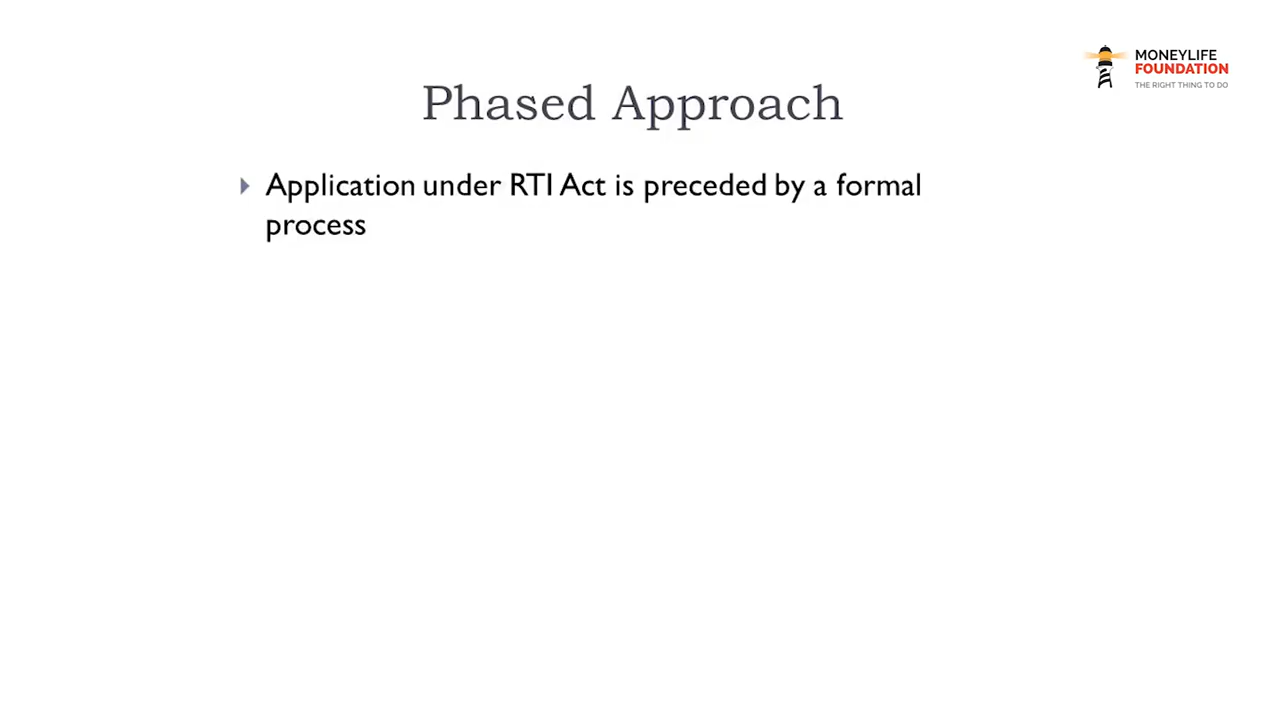 MONEYLIFE
FOUNDATION
THE RIGHT THING TO DO
Phased Approach
Application under RTI Act is preceded by a formal
process